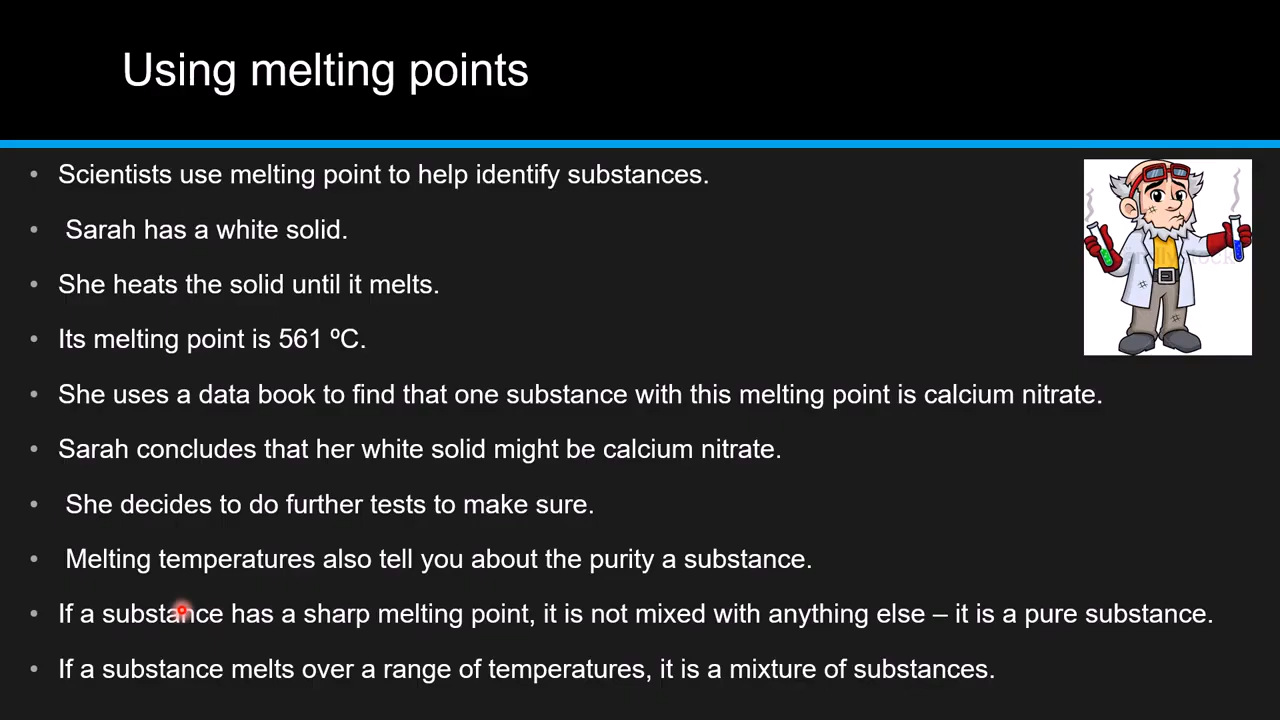 Using melting points
• Scientists use melting point to help identify substances.
• Sarah has a white solid.
• She heats the solid until it melts.
• Its melting point is 561 ºC.
• She uses a data book to find that one substance with this melting point is calcium nitrate.
• Sarah concludes that her white solid might be calcium nitrate.
• She decides to do further tests to make sure.
• Melting temperatures also tell you about the purity a substance.
• If a substance has a sharp melting point, it is not mixed with anything else – it is a pure substance.
• If a substance melts over a range of temperatures, it is a mixture of substances.